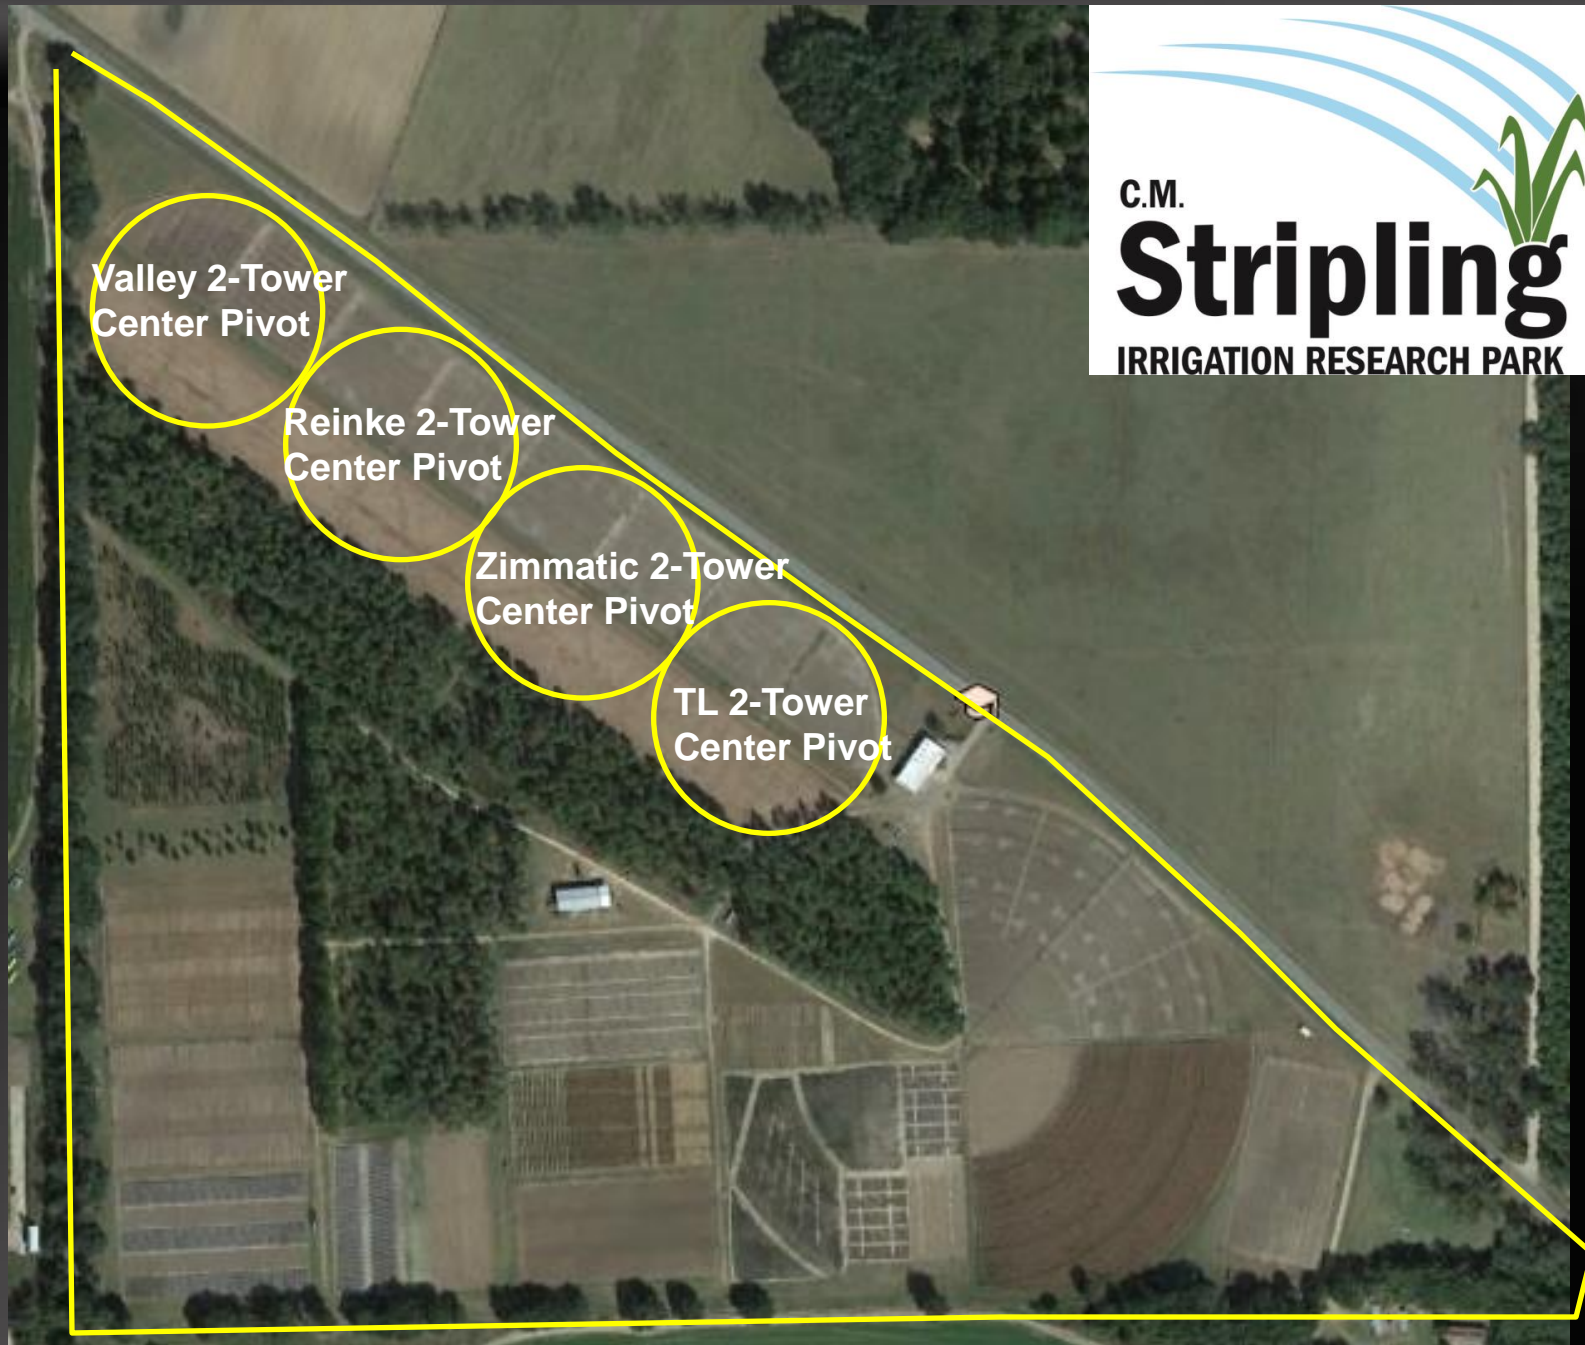 C.M.
Stripling
IRRIGATION RESEARCH PARK
Valley 2-Tower
Center Pivot
Reinke 2-Tower
Center Pivot
Zimmatic 2-Tower
Center Pivot
TL 2-Tower
Center Pivot